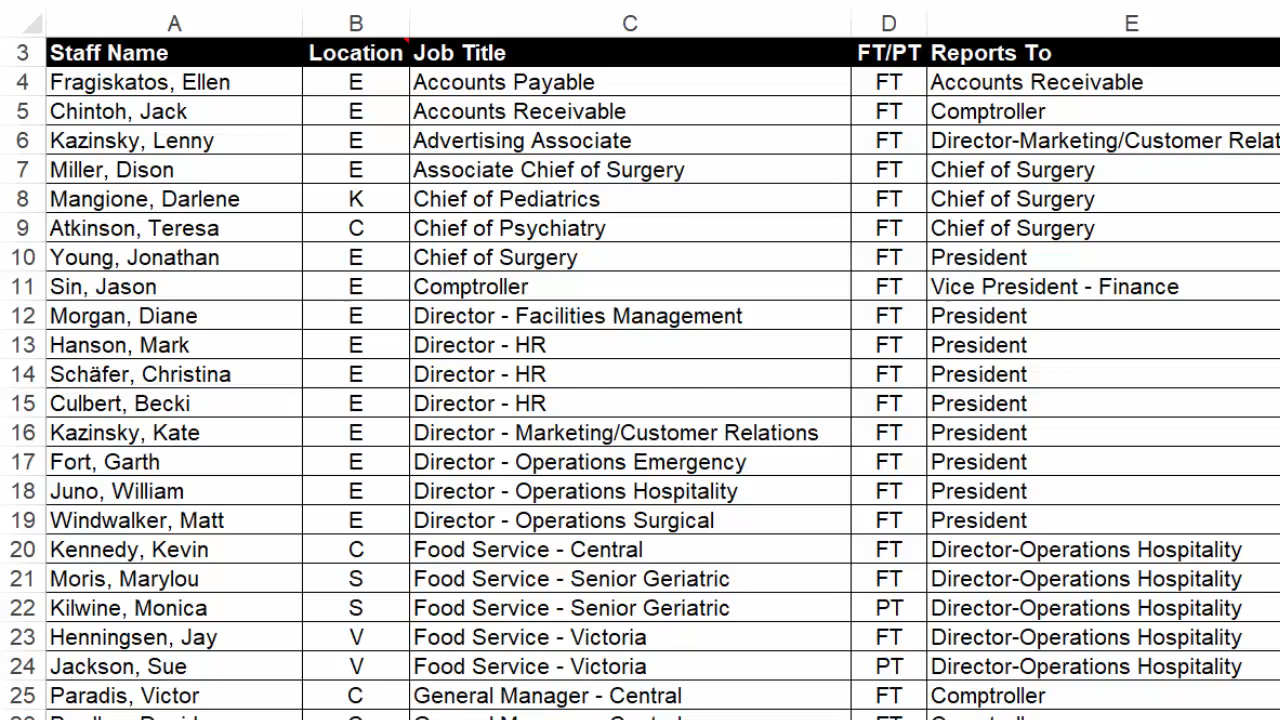 A B C D E
3 Staff Name Location Job Title FT/PT Reports To
4 Fragiskatos, Ellen E Accounts Payable FT Accounts Receivable
5 Chintoh, Jack E Accounts Receivable FT Comptroller
6 Kazinsky, Lenny E Advertising Associate FT Director-Marketing/Customer Relat
7 Miller, Dison E Associate Chief of Surgery FT Chief of Surgery
8 Mangione, Darlene K Chief of Pediatrics FT Chief of Surgery
9 Atkinson, Teresa C Chief of Psychiatry FT Chief of Surgery
10 Young, Jonathan E Chief of Surgery FT President
11 Sin, Jason E Comptroller FT Vice President - Finance
12 Morgan, Diane E Director - Facilities Management FT President
13 Hanson, Mark E Director - HR FT President
14 Schäfer, Christina E Director - HR FT President
15 Culbert, Becki E Director - HR FT President
16 Kazinsky, Kate E Director - Marketing/Customer Relations FT President
17 Fort, Garth E Director - Operations Emergency FT President
18 Juno, William E Director - Operations Hospitality FT President
19 Windwalker, Matt E Director - Operations Surgical FT President
20 Kennedy, Kevin C Food Service - Central FT Director-Operations Hospitality
21 Moris, Marylou S Food Service - Senior Geriatric FT Director-Operations Hospitality
22 Kilwine, Monica S Food Service - Senior Geriatric PT Director-Operations Hospitality
23 Henningsen, Jay V Food Service - Victoria FT Director-Operations Hospitality
24 Jackson, Sue V Food Service - Victoria PT Director-Operations Hospitality
25 Paradis, Victor C General Manager - Central FT Comptroller